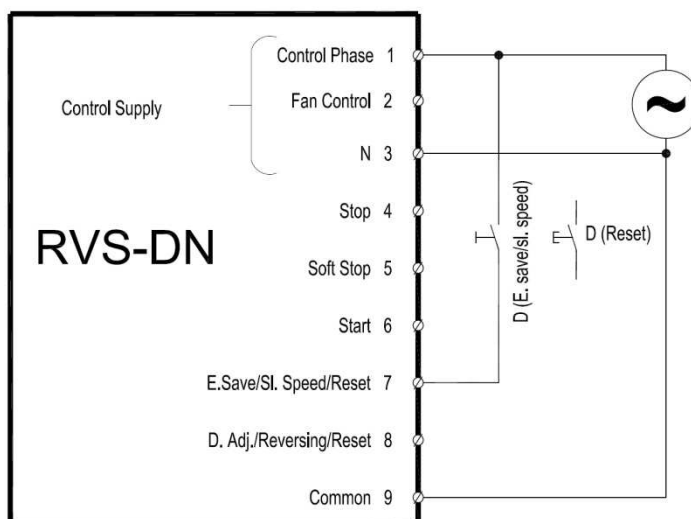 Control Phase 1
Control Supply
Fan Control 2
N 3
Stop 4
RVS-DN
Soft Stop 5
Start 6
E.Save/Sl. Speed/Reset 7
D. Adj./Reversing/Reset 8
Common 9
D (E. save/sl. speed)
D (Reset)